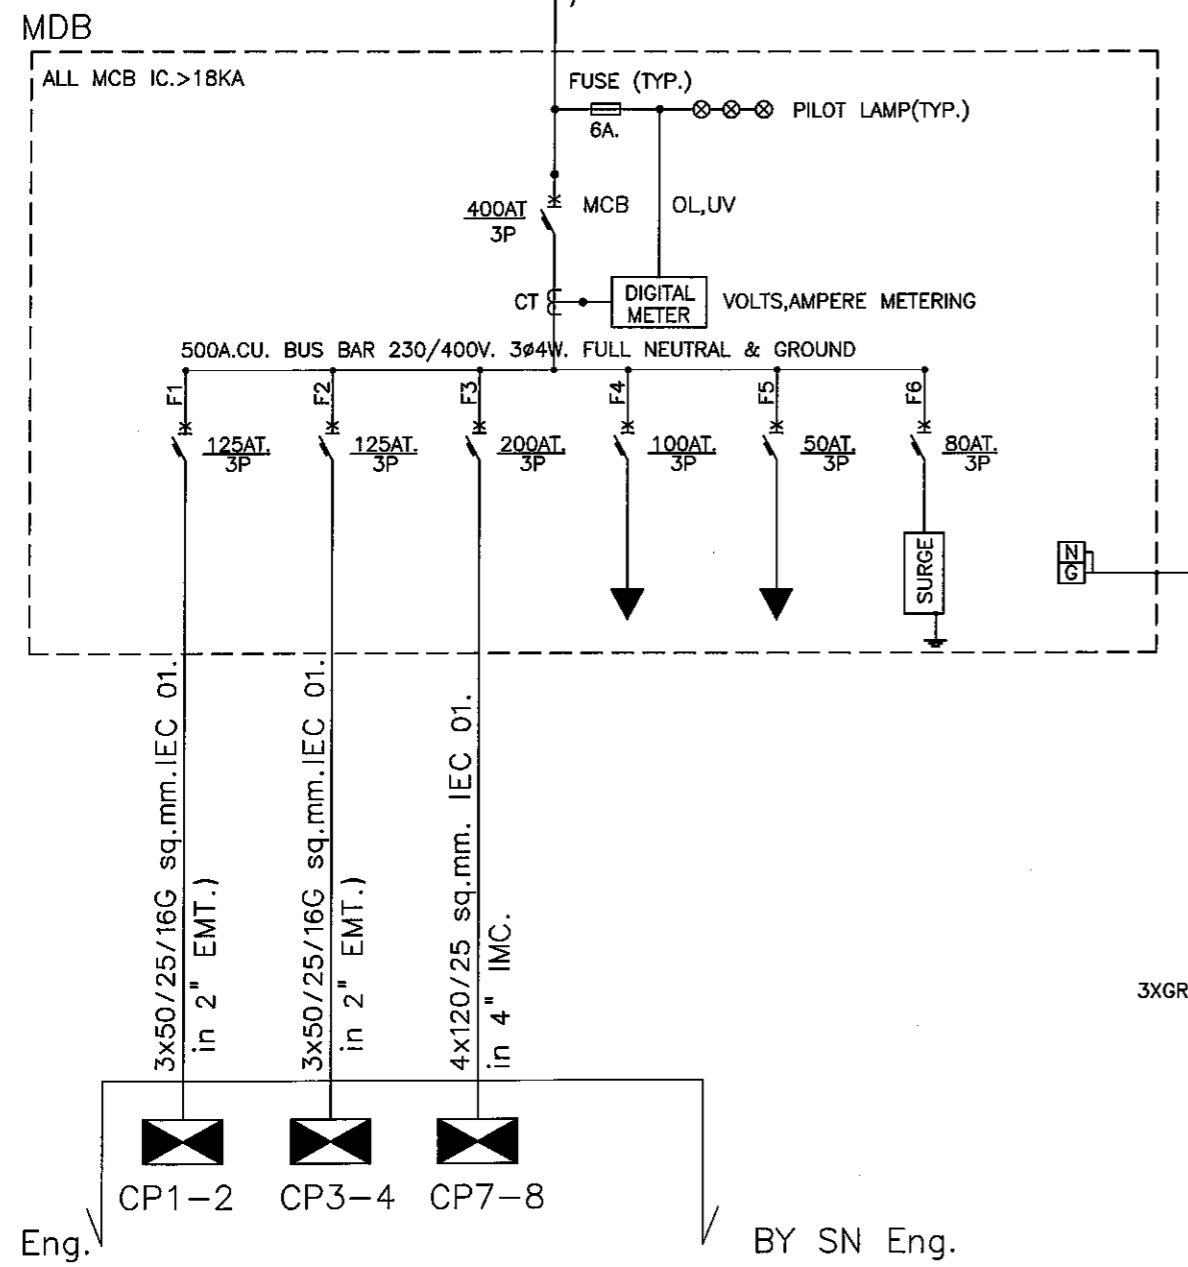 MDB
ALL MCB IC.>18KA
FUSE (TYP.)
6A.
PILOT LAMP(TYP.)
400AT
3P
MCB
OL,UV
CT
DIGITAL
METER
VOLTS,AMPERE METERING
500A.CU. BUS BAR 230/400V. 3ø4W. FULL NEUTRAL & GROUND
F1
F2
F3
F4
F5
F6
125AT.
3P
125AT.
3P
200AT.
3P
100AT.
3P
50AT.
3P
80AT.
3P
SURGE
N
G
3x50/25/16G sq.mm.IEC 01.
in 2" EMT.)
3x50/25/16G sq.mm.IEC 01.
in 2" EMT.)
4x120/25 sq.mm. IEC 01.
in 4" IMC.
3XGR
CP1-2
CP3-4
CP7-8
Eng.
BY SN Eng.